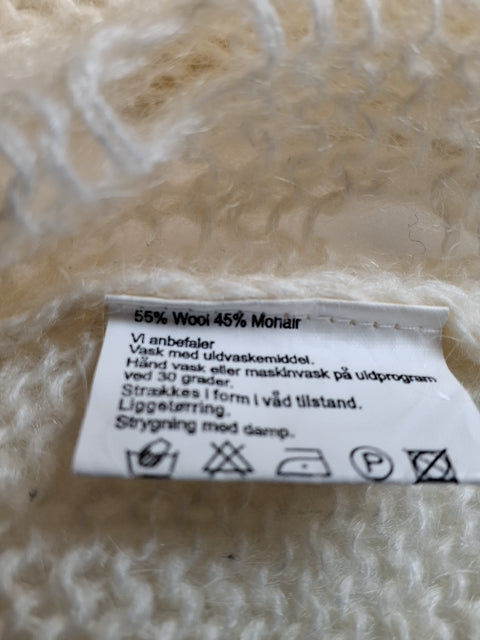 55% Wool 45% Mohair
Vi anbefaler
Vask med uldvaskemiddel.
Hånd vask eller maskinvask på uldprogram
ved 30 grader.
Strækkes i form i våd tilstand.
Liggetørring.
Strygning med damp.
P